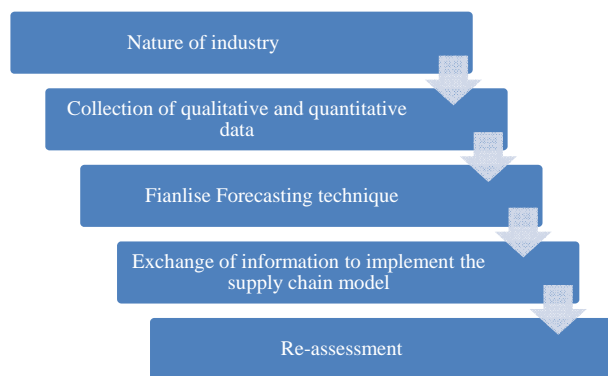 Nature of industry
Collection of qualitative and quantitative
data
Fianlise Forecasting technique
Exchange of information to implement the
supply chain model
Re-assessment